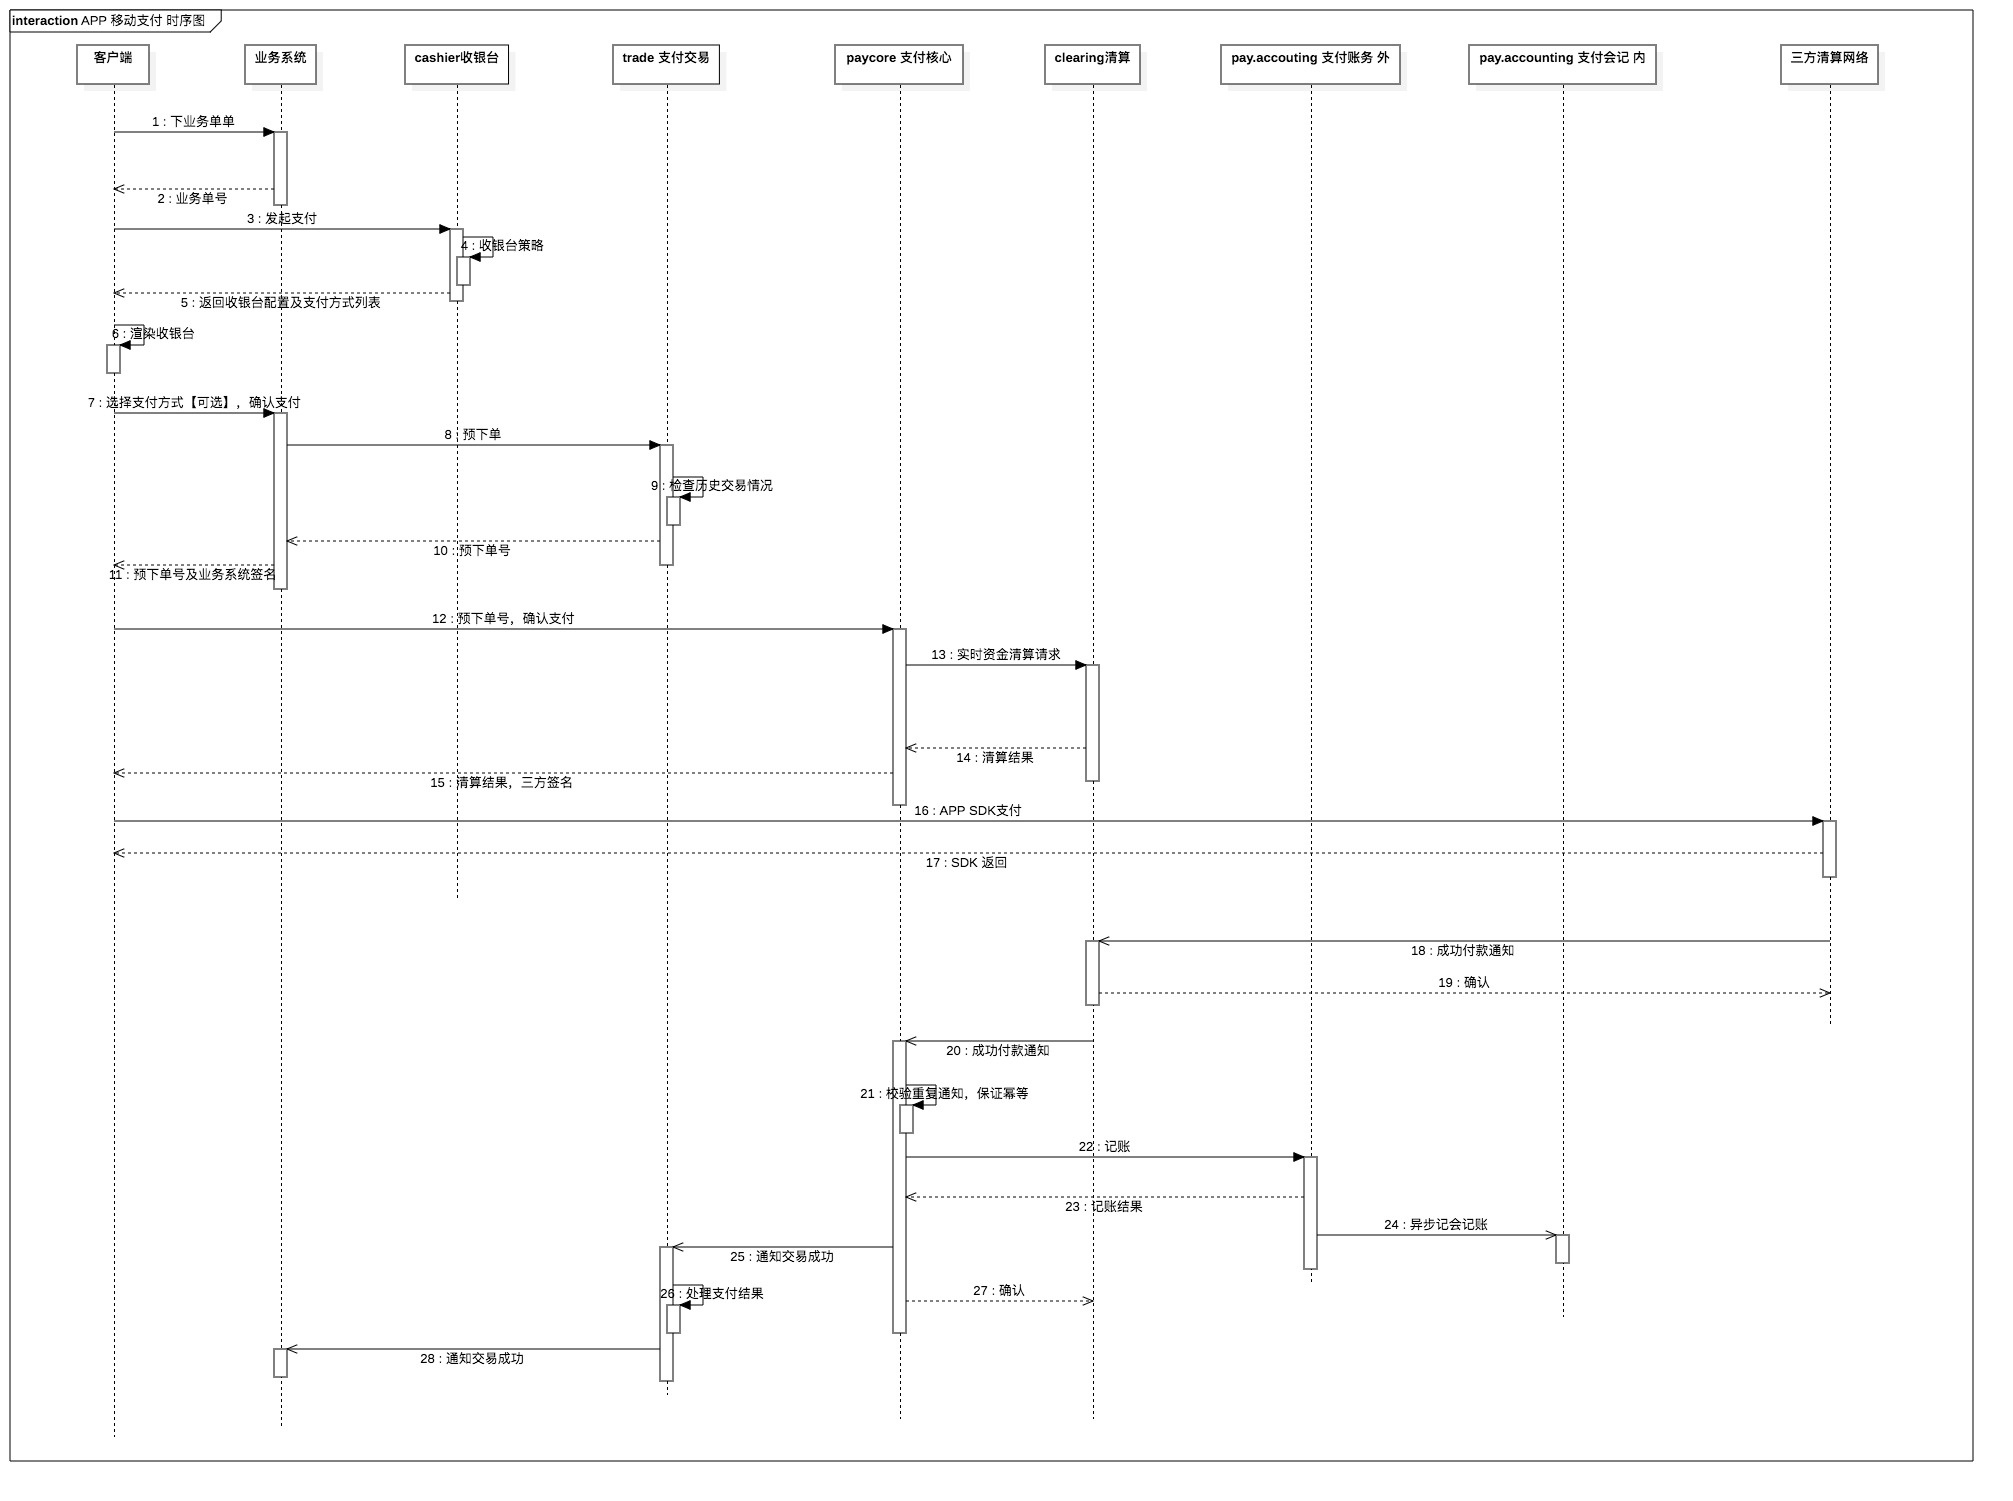 interaction APP 移动支付 时序图
客户端
业务系统
cashier收银台
trade 支付交易
paycore 支付核心
clearing清算
pay.accouting 支付账务 外
pay.accounting 支付会记 内
三方清算网络
1 : 下业务单单
2 : 业务单号
3 : 发起支付
4 : 收银台策略
5 : 返回收银台配置及支付方式列表
6 : 渲染收银台
7 : 选择支付方式【可选】，确认支付
8 : 预下单
9 : 检查历史交易情况
10 : 预下单号
11 : 预下单号及业务系统签名
12 : 预下单号，确认支付
13 : 实时资金清算请求
14 : 清算结果
15 : 清算结果，三方签名
16 : APP SDK支付
17 : SDK 返回
18 : 成功付款通知
19 : 确认
20 : 成功付款通知
21 : 校验重复通知，保证幂等
22 : 记账
23 : 记账结果
24 : 异步记会记账
25 : 通知交易成功
26 : 处理支付结果
27 : 确认
28 : 通知交易成功